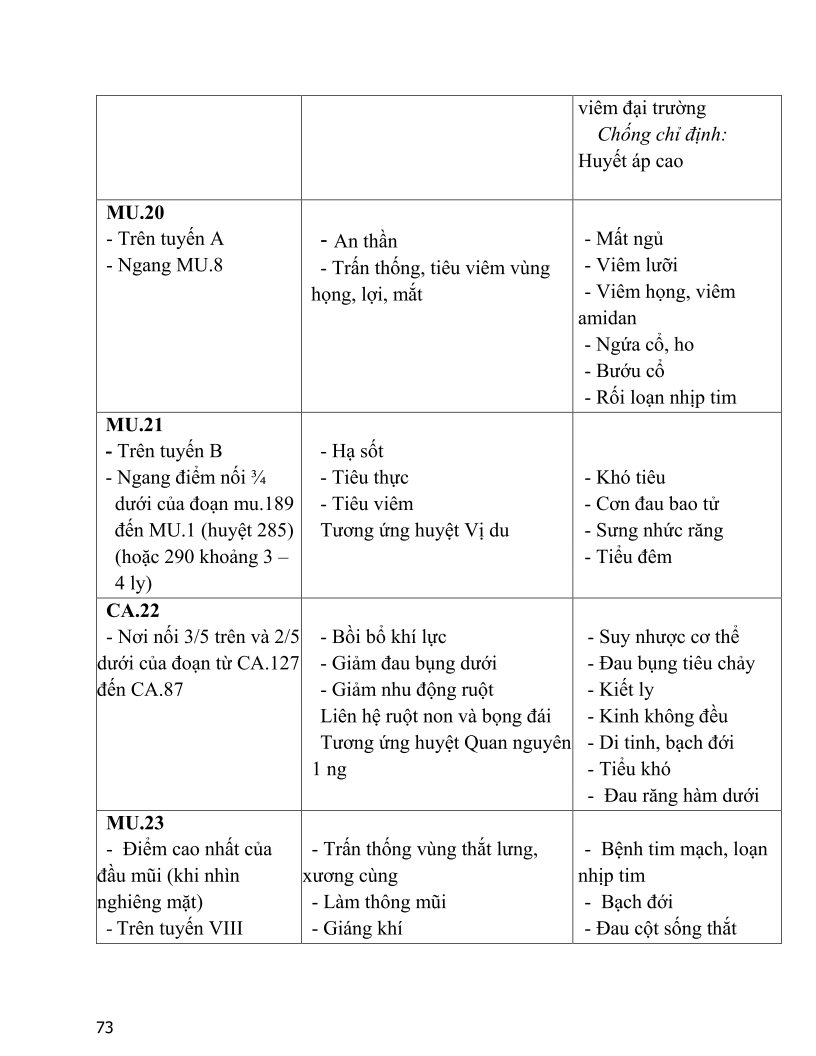 viêm đại trường
Chống chỉ định:
Huyết áp cao
MU.20
- Trên tuyến A
- Ngang MU.8
- An thần
- Trấn thống, tiêu viêm vùng
họng, lợi, mắt
- Mất ngủ
- Viêm lưỡi
- Viêm họng, viêm
amidan
- Ngứa cổ, ho
- Bướu cổ
- Rối loạn nhịp tim
MU.21
- Trên tuyến B
- Ngang điểm nối ¾
dưới của đoạn mu.189
đến MU.1 (huyệt 285)
(hoặc 290 khoảng 3 –
4 ly)
- Hạ sốt
- Tiêu thực
- Tiêu viêm
Tương ứng huyệt Vị du
- Khó tiêu
- Cơn đau bao tử
- Sưng nhức răng
- Tiểu đêm
CA.22
- Nơi nối 3/5 trên và 2/5
dưới của đoạn từ CA.127
đến CA.87
- Bồi bổ khí lực
- Giảm đau bụng dưới
- Giảm nhu động ruột
Liên hệ ruột non và bọng đái
Tương ứng huyệt Quan nguyên
1 ng
- Suy nhược cơ thể
- Đau bụng tiêu chảy
- Kiết ly
- Kinh không đều
- Di tinh, bạch đới
- Tiểu khó
- Đau răng hàm dưới
MU.23
- Điểm cao nhất của
đầu mũi (khi nhìn
nghiêng mặt)
- Trên tuyến VIII
- Trấn thống vùng thắt lưng,
xương cùng
- Làm thông mũi
- Giáng khí
- Bệnh tim mạch, loạn
nhịp tim
- Bạch đới
- Đau cột sống thắt
73